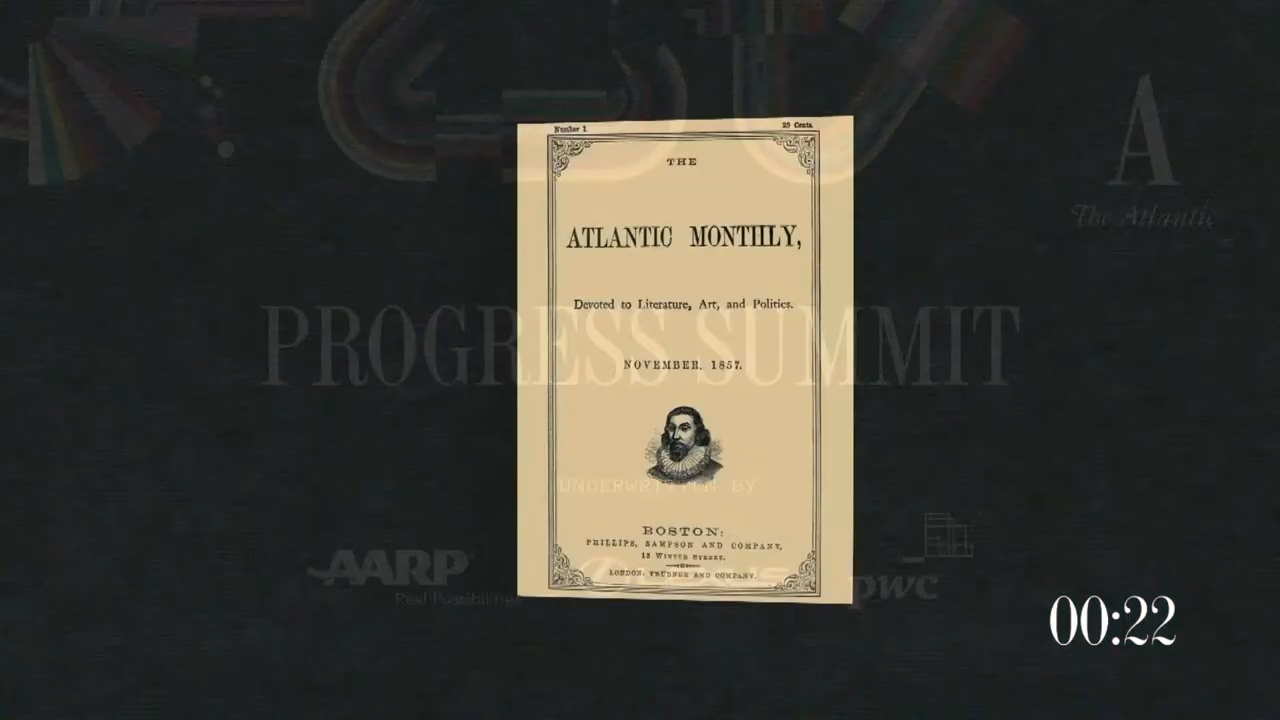 Number 1.
25 Cents.
THE
ATLANTIC MONTHLY,
Devoted to Literature, Art, and Politics.
NOVEMBER, 1857.
BOSTON:
PHILLIPS, SAMPSON AND COMPANY,
13 WINTER STREET.
LONDON: TRÜBNER AND COMPANY.
A
The Atlantic
PROGRESS SUMMIT
UNDERWRITTEN BY
AARP
Real Possibilities
pwc
00:22